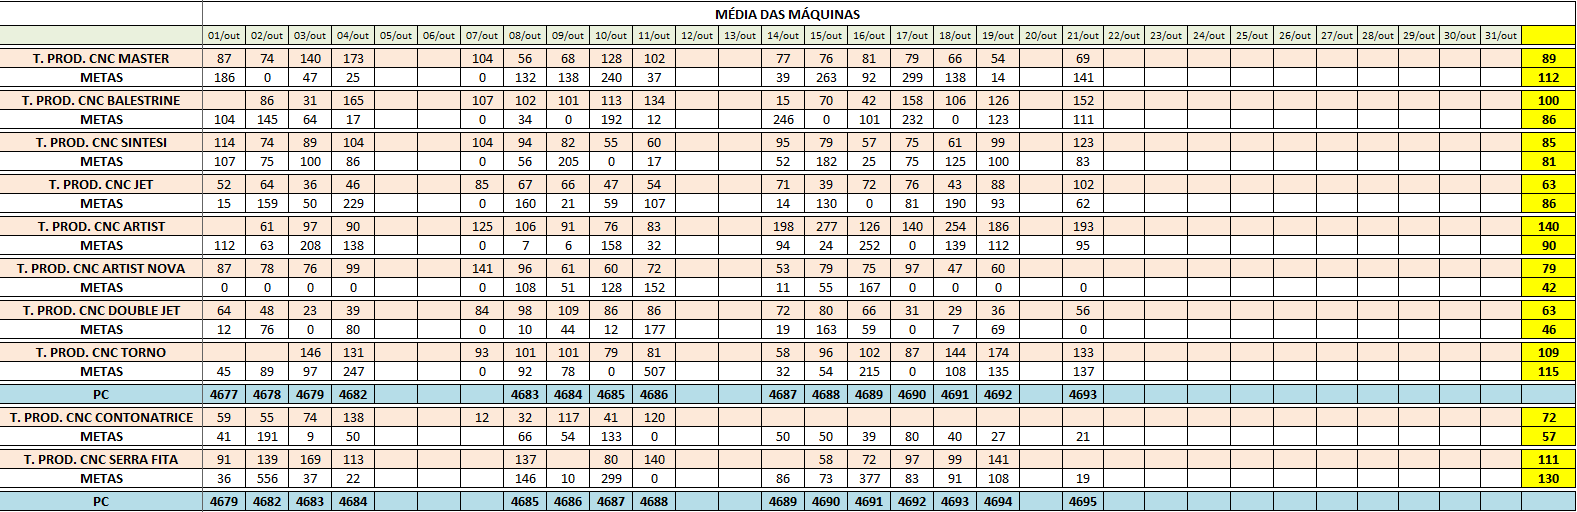 MÉDIA DAS MÁQUINAS
01/out 02/out 03/out 04/out 05/out 06/out 07/out 08/out 09/out 10/out 11/out 12/out 13/out 14/out 15/out 16/out 17/out 18/out 19/out 20/out 21/out 22/out 23/out 24/out 25/out 26/out 27/out 28/out 29/out 30/out 31/out
T. PROD. CNC MASTER 87 74 140 173 104 56 68 128 102 77 76 81 79 66 54 69 89
METAS 186 0 47 25 0 132 138 240 37 39 263 92 299 138 14 141 112
T. PROD. CNC BALESTRINE 86 31 165 107 102 101 113 134 15 70 42 158 106 126 152 100
METAS 104 145 64 17 0 34 0 192 12 246 0 101 232 0 123 111 86
T. PROD. CNC SINTESI 114 74 89 104 104 94 82 55 60 95 79 57 75 61 99 123 85
METAS 107 75 100 86 0 56 205 0 17 52 182 25 75 125 100 83 81
T. PROD. CNC JET 52 64 36 46 85 67 66 47 54 71 39 72 76 43 88 102 63
METAS 15 159 50 229 0 160 21 59 107 14 130 0 81 190 93 62 86
T. PROD. CNC ARTIST 61 97 90 125 106 91 76 83 198 277 126 140 254 186 193 140
METAS 112 63 208 138 0 7 6 158 32 94 24 252 0 139 112 95 90
T. PROD. CNC ARTIST NOVA 87 78 76 99 141 96 61 60 72 53 79 75 97 47 60 79
METAS 0 0 0 0 0 108 51 128 152 11 55 167 0 0 0 0 42
T. PROD. CNC DOUBLE JET 64 48 23 39 84 98 109 86 86 72 80 66 31 29 36 56 63
METAS 12 76 0 80 0 10 44 12 177 19 163 59 0 7 69 0 46
T. PROD. CNC TORNO 146 131 93 101 101 79 81 58 96 102 87 144 174 133 109
METAS 45 89 97 247 0 92 78 0 507 32 54 215 0 108 135 137 115
PC 4677 4678 4679 4682 4683 4684 4685 4686 4687 4688 4689 4690 4691 4692 4693
T. PROD. CNC CONTONATRICE 59 55 74 138 12 32 117 41 120 72
METAS 41 191 9 50 66 54 133 0 50 50 39 80 40 27 21 57
T. PROD. CNC SERRA FITA 91 139 169 113 137 80 140 58 72 97 99 141 111
METAS 36 556 37 22 146 10 299 0 86 73 377 83 91 108 19 130
PC 4679 4682 4683 4684 4685 4686 4687 4688 4689 4690 4691 4692 4693 4694 4695